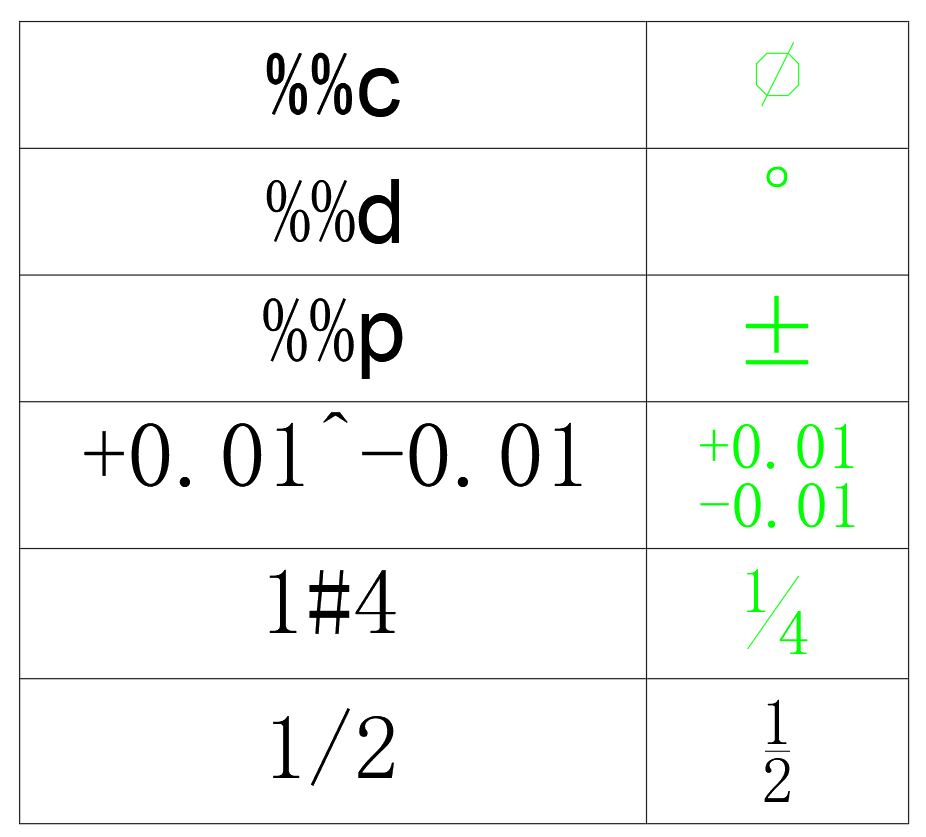 %%c ∅
%%d °
%%p ±
+0.01^-0.01 +0.01
-0.01
1#4 1/4
1/2 1
2